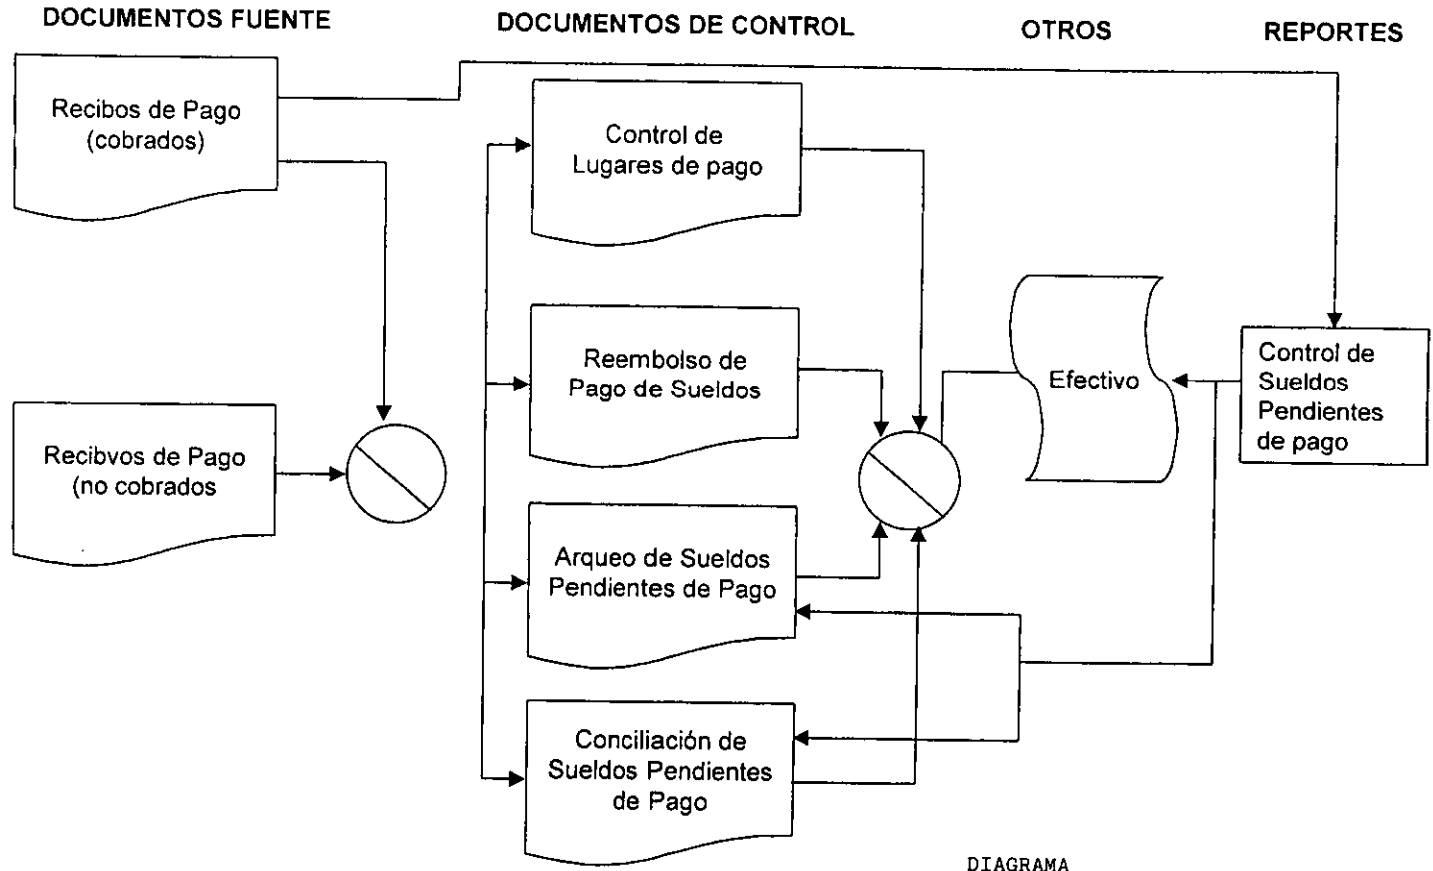 DOCUMENTOS FUENTE
DOCUMENTOS DE CONTROL
OTROS
REPORTES
Recibos de Pago
(cobrados)
Control de
Lugares de pago
Reembolso de
Pago de Sueldos
Efectivo
Control de
Sueldos
Pendientes
de pago
Recibvos de Pago
(no cobrados
Arqueo de Sueldos
Pendientes de Pago
Conciliación de
Sueldos Pendientes
de Pago
DIAGRAMA